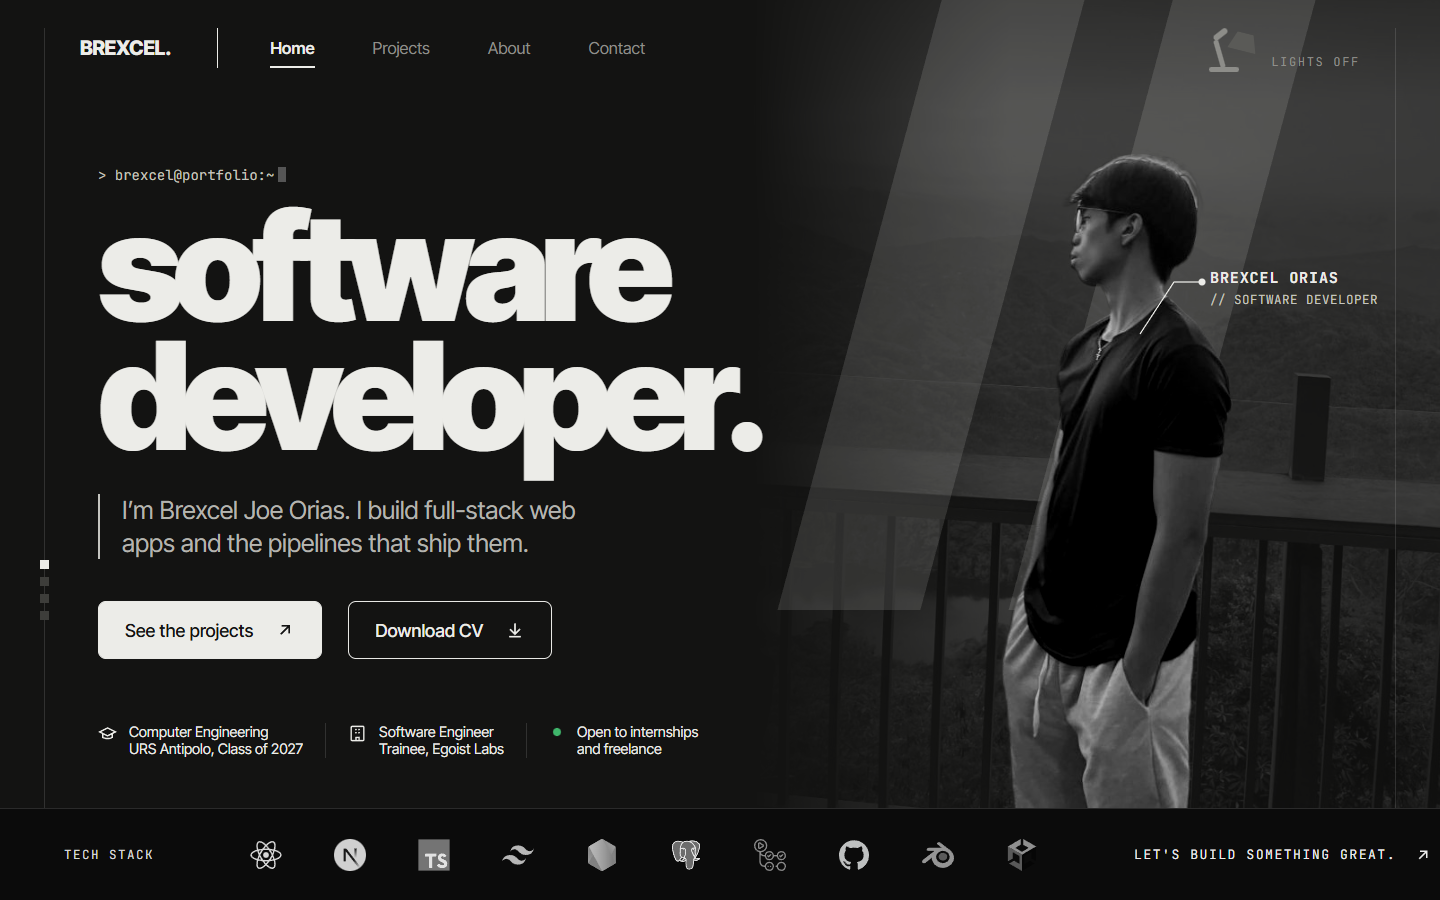 BREXCEL.
Home
Projects
About
Contact
LIGHTS OFF
> brexcel@portfolio:~
software
developer.
BREXCEL ORIAS
// SOFTWARE DEVELOPER
I'm Brexcel Joe Orias. I build full-stack web
apps and the pipelines that ship them.
See the projects
Download CV
Computer Engineering
URS Antipolo, Class of 2027
Software Engineer
Trainee, Egoist Labs
Open to internships
and freelance
TECH STACK
N
TS
LET'S BUILD SOMETHING GREAT.